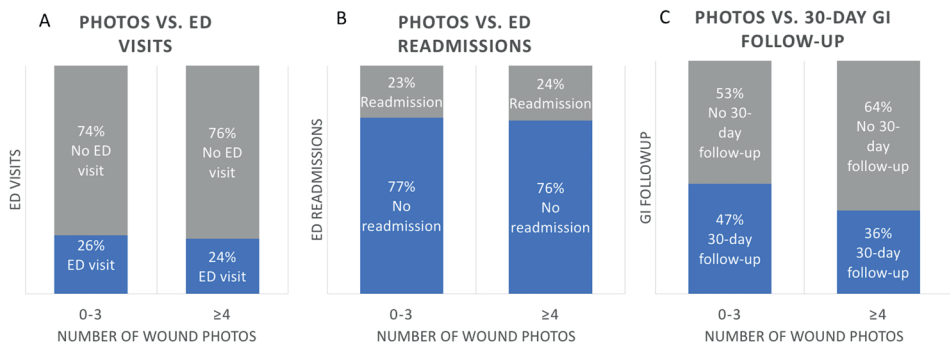 A
PHOTOS VS. ED
VISITS
74%
No ED
visit
76%
No ED
visit
26%
ED visit
24%
ED visit
ED VISITS
0-3
≥4
NUMBER OF WOUND PHOTOS
B
PHOTOS VS. ED
READMISSIONS
23%
Readmission
24%
Readmission
77%
No
readmission
76%
No
readmission
ED READMISSIONS
0-3
≥4
NUMBER OF WOUND PHOTOS
C
PHOTOS VS. 30-DAY GI
FOLLOW-UP
53%
No 30-
day
follow-up
64%
No 30-
day
follow-up
47%
30-day
follow-up
36%
30-day
follow-up
GI FOLLOWUP
0-3
≥4
NUMBER OF WOUND PHOTOS